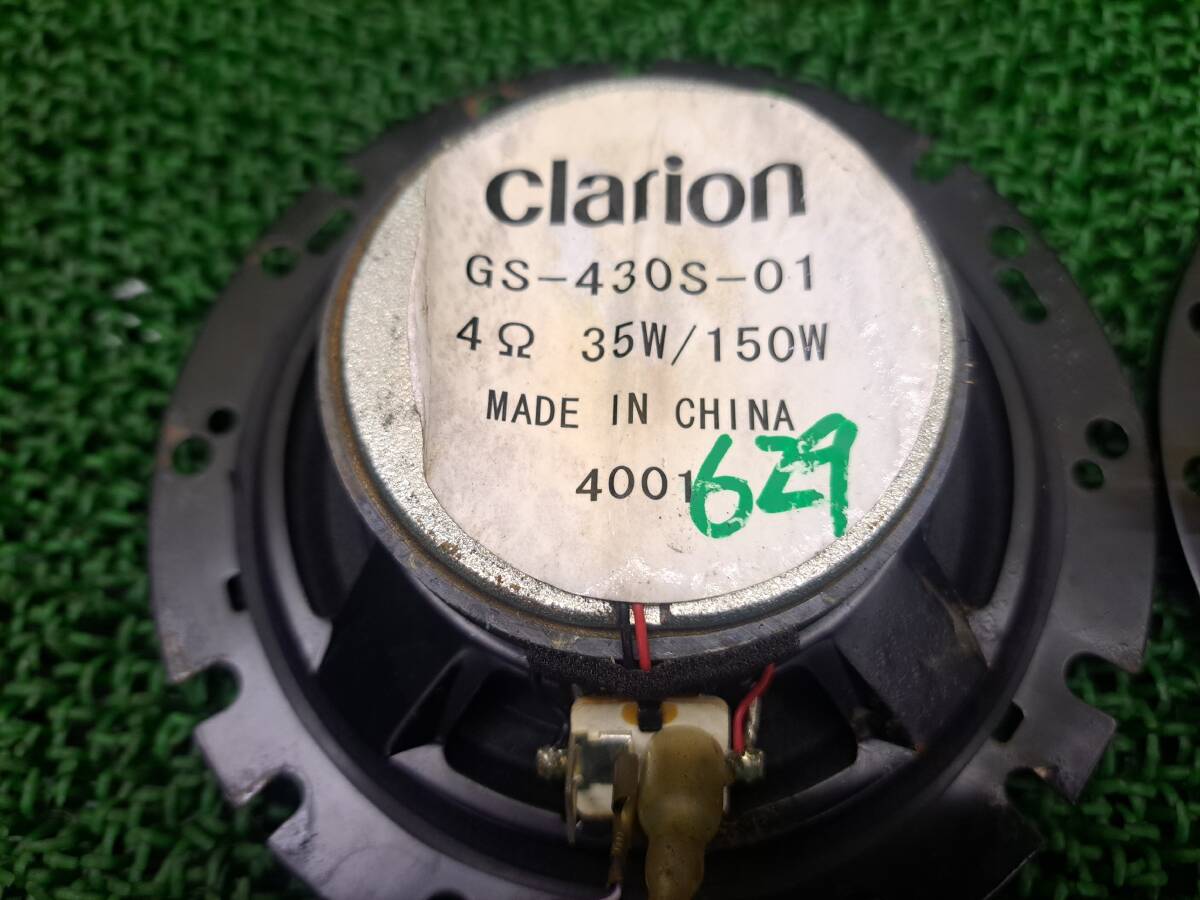 clarion
GS-430S-01
4Ω 35W/150W
MADE IN CHINA
4001
629